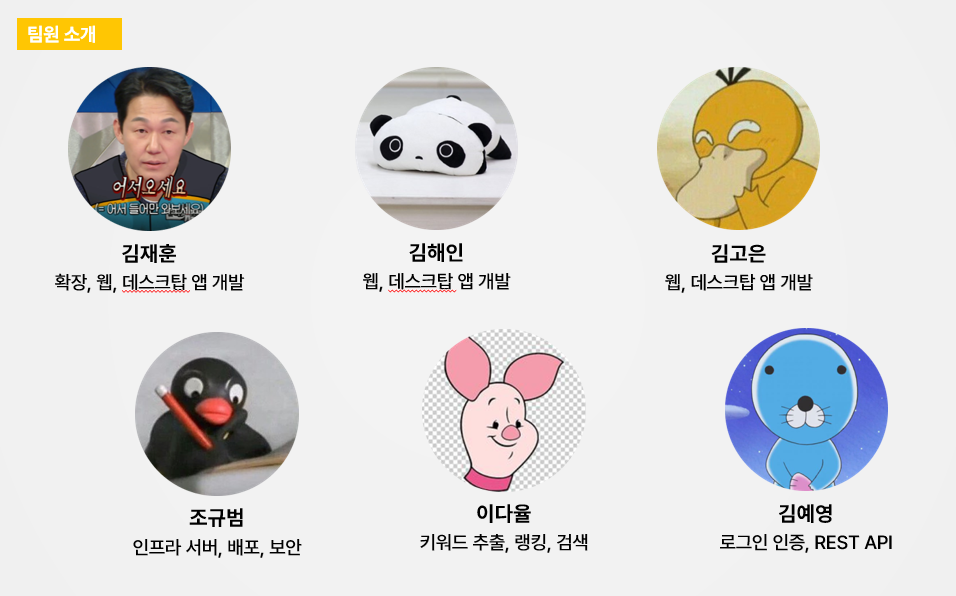 팀원 소개
어서오세요
(= 어서 들어만 와보세요)
김재훈
확장, 웹, 데스크탑 앱 개발
김해인
웹, 데스크탑 앱 개발
김고은
웹, 데스크탑 앱 개발
조규범
인프라 서버, 배포, 보안
이다율
키워드 추출, 랭킹, 검색
김예영
로그인 인증, REST API